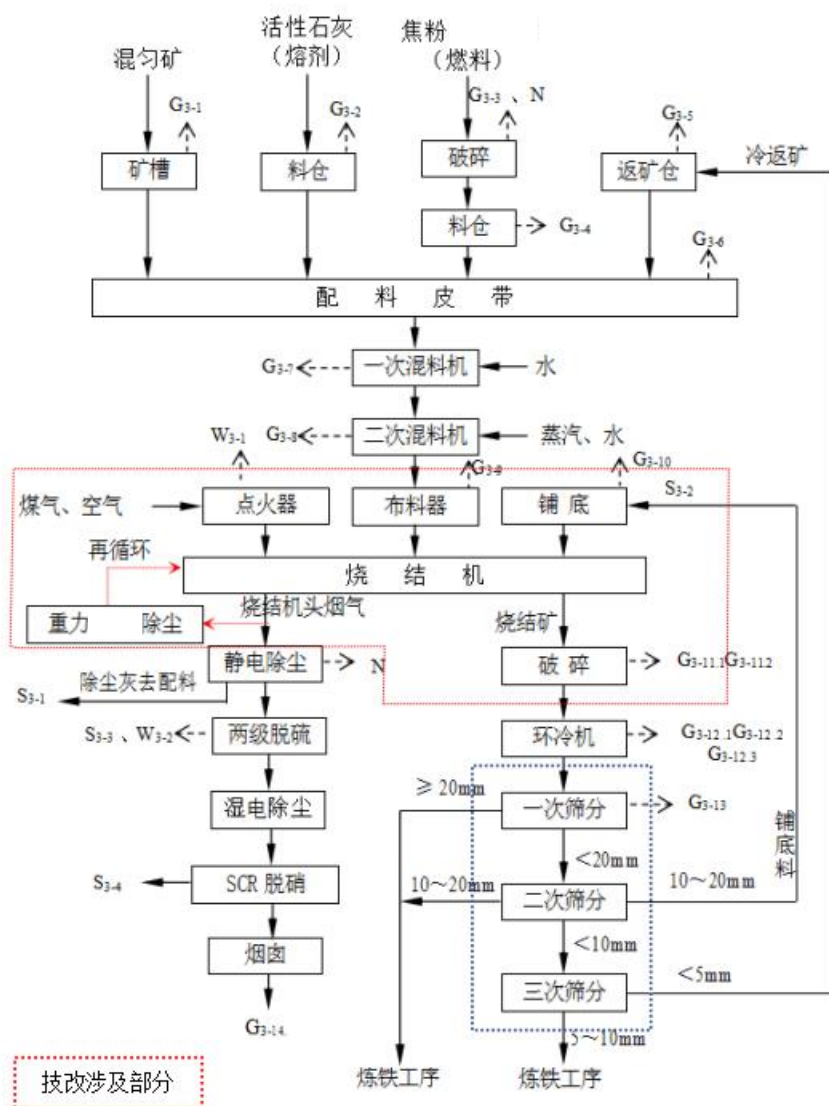 活性石灰
（熔剂）
焦粉
（燃料）
混匀矿
G3-1
G3-2
G3-3 、N
G3-5
矿槽
料仓
破碎
返矿仓
冷返矿
料仓
G3-4
G3-6
配 料 皮 带
G3-7
一次混料机
水
W3-1
G3-8
二次混料机
蒸汽、水
G3-9
G3-10
S3-2
煤气、空气
点火器
布料器
铺 底
再循环
烧 结 机
重力 除尘
烧结机头烟气
烧结矿
静电除尘
N
破 碎
G3-11.1G3-11.2
S3-1
除尘灰去配料
S3-3 、W3-2
两级脱硫
环冷机
G3-12.1G3-12.2
G3-12.3
≥20mm
湿电除尘
一次筛分
G3-13
铺底料
＜20mm
S3-4
SCR 脱硝
10～20mm
二次筛分
10～20mm
＜10mm
烟囱
三次筛分
＜5mm
G3-14.
5～10mm
技改涉及部分
炼铁工序
炼铁工序